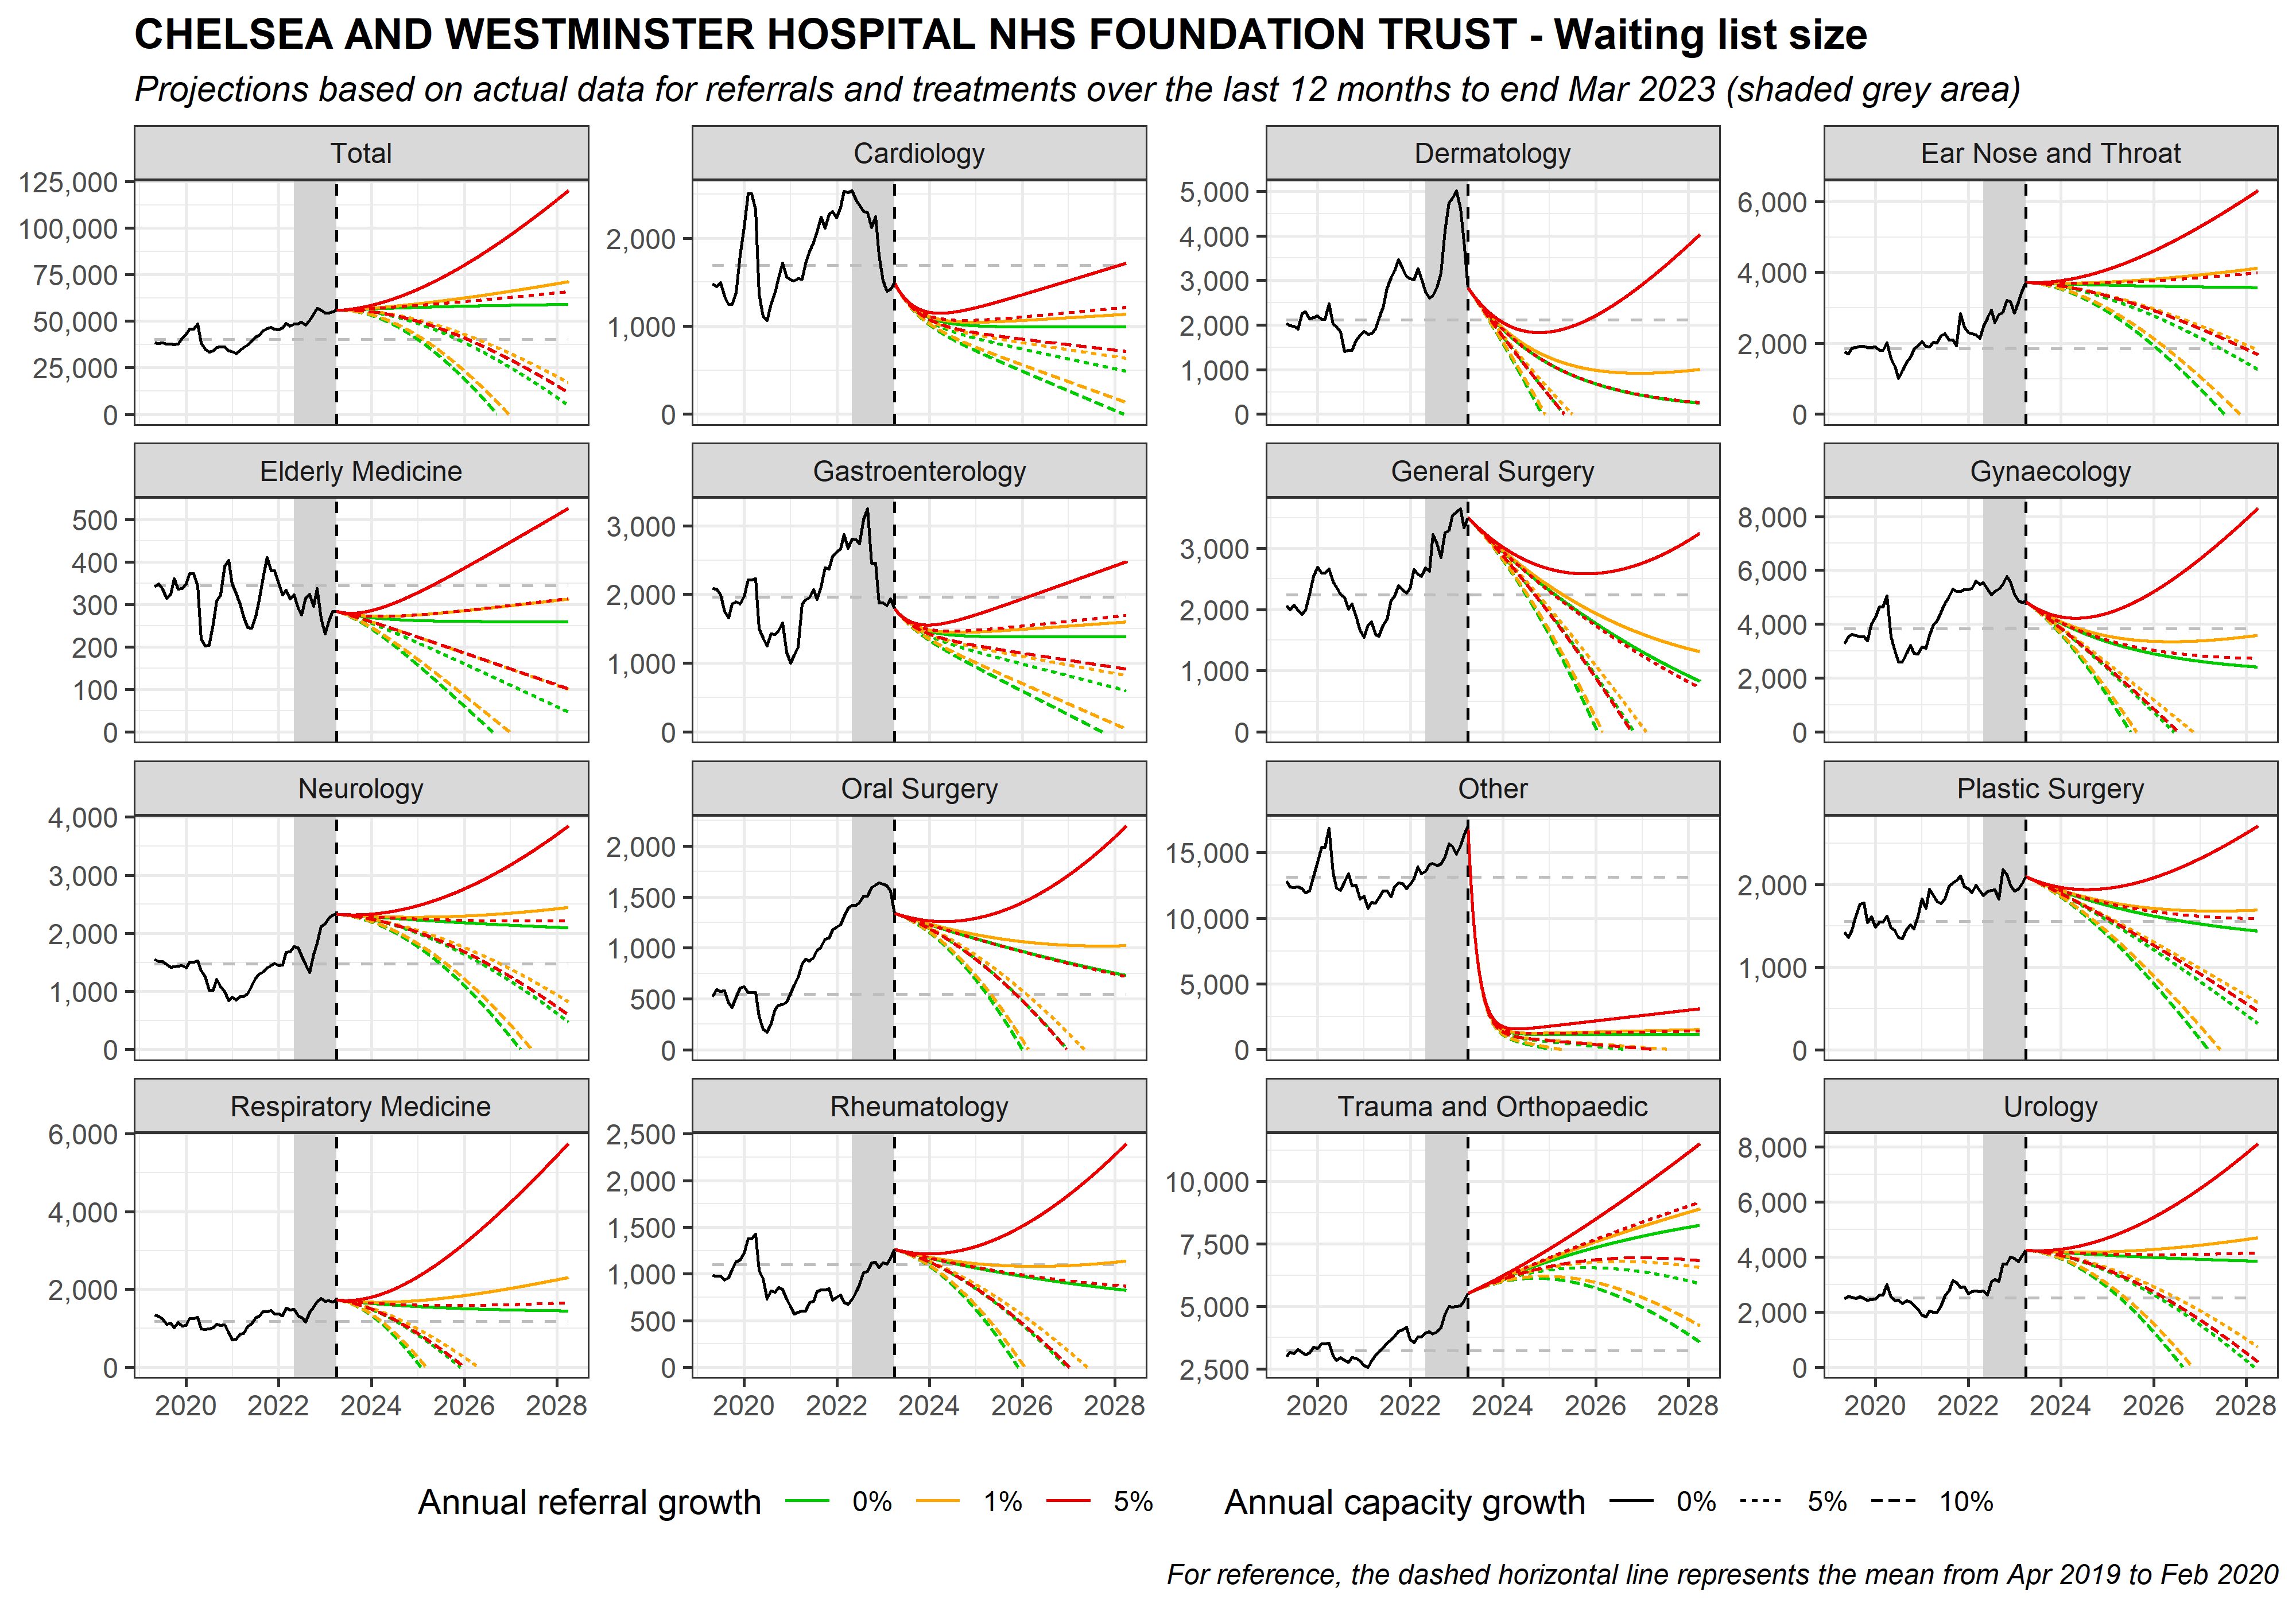 CHELSEA AND WESTMINSTER HOSPITAL NHS FOUNDATION TRUST - Waiting list size
Projections based on actual data for referrals and treatments over the last 12 months to end Mar 2023 (shaded grey area)
Total
125,000
100,000
75,000
50,000
25,000
0
Cardiology
2,000
1,000
0
Dermatology
5,000
4,000
3,000
2,000
1,000
0
Ear Nose and Throat
6,000
4,000
2,000
0
Elderly Medicine
500
400
300
200
100
0
Gastroenterology
3,000
2,000
1,000
0
General Surgery
3,000
2,000
1,000
0
Gynaecology
8,000
6,000
4,000
2,000
0
Neurology
4,000
3,000
2,000
1,000
0
Oral Surgery
2,000
1,500
1,000
500
0
Other
15,000
10,000
5,000
0
Plastic Surgery
2,000
1,000
0
Respiratory Medicine
6,000
4,000
2,000
0
2020 2022 2024 2026 2028
Rheumatology
2,500
2,000
1,500
1,000
500
0
2020 2022 2024 2026 2028
Trauma and Orthopaedic
10,000
7,500
5,000
2,500
2020 2022 2024 2026 2028
Urology
8,000
6,000
4,000
2,000
0
2020 2022 2024 2026 2028
Annual referral growth 0% 1% 5%
Annual capacity growth 0% 5% 10%
For reference, the dashed horizontal line represents the mean from Apr 2019 to Feb 2020